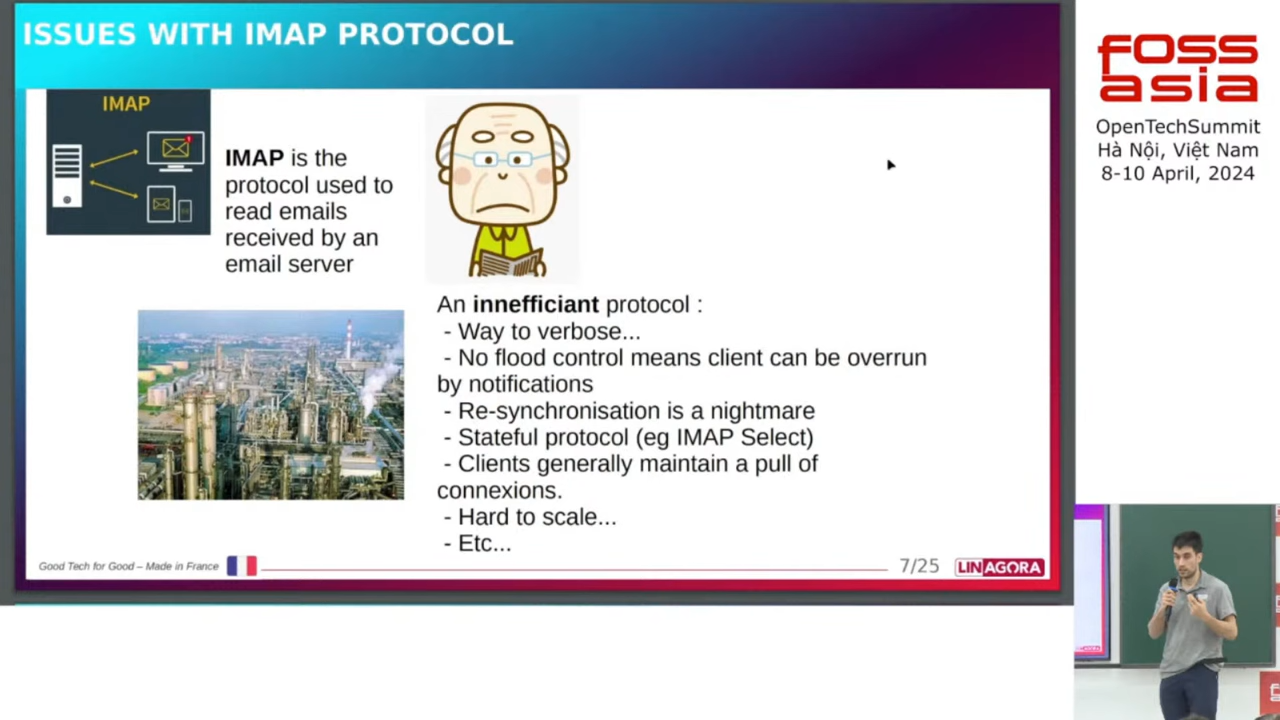 ISSUES WITH IMAP PROTOCOL
IMAP
IMAP is the
protocol used to
read emails
received by an
email server
An innefficiant protocol :
- Way to verbose...
- No flood control means client can be overrun
by notifications
- Re-synchronisation is a nightmare
- Stateful protocol (eg IMAP Select)
- Clients generally maintain a pull of
connexions.
- Hard to scale...
- Etc...
Good Tech for Good – Made in France
7/25
LINAGORA
FOSS
asia
OpenTechSummit
Hà Nội, Việt Nam
8-10 April, 2024